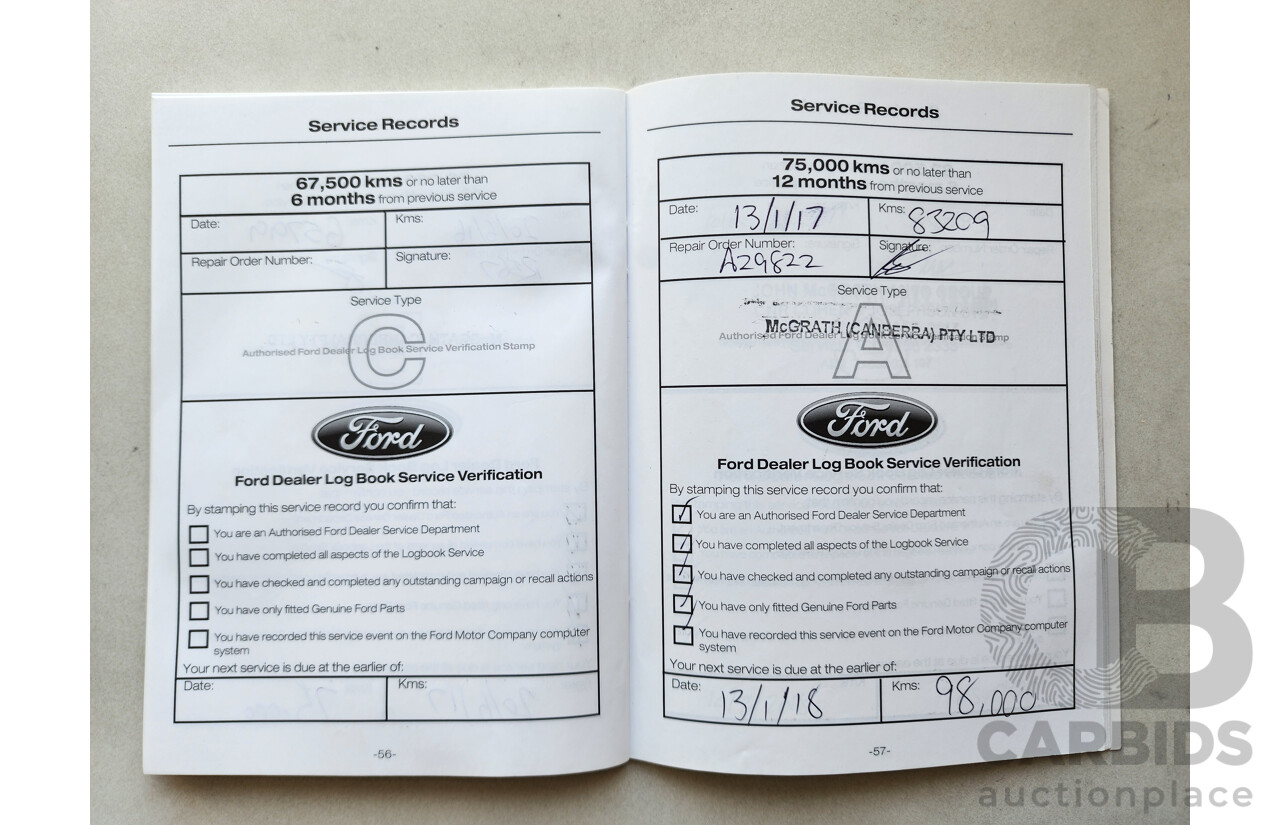 Service Records
67,500 kms or no later than
6 months from previous service
Date:
Kms:
Repair Order Number:
Signature:
Service Type
C
Authorised Ford Dealer Log Book Service Verification Stamp
Ford
Ford Dealer Log Book Service Verification
By stamping this service record you confirm that:
You are an Authorised Ford Dealer Service Department
You have completed all aspects of the Logbook Service
You have checked and completed any outstanding campaign or recall actions
You have only fitted Genuine Ford Parts
You have recorded this service event on the Ford Motor Company computer
system
Your next service is due at the earlier of:
Date:
Kms:
-56-
Service Records
75,000 kms or no later than
12 months from previous service
Date: 13/1/17
Kms: 83209
Repair Order Number:
A29822
Signature:
Service Type
A
McGRATH (CANBERRA) PTY LTD
Authorised Ford Dealer Log Book Service Verification Stamp
Ford
Ford Dealer Log Book Service Verification
By stamping this service record you confirm that:
You are an Authorised Ford Dealer Service Department
You have completed all aspects of the Logbook Service
You have checked and completed any outstanding campaign or recall actions
You have only fitted Genuine Ford Parts
You have recorded this service event on the Ford Motor Company computer
system
Your next service is due at the earlier of:
Date: 13/1/18
Kms: 98,000
-57-
CB
CARBIDS
auctionplace